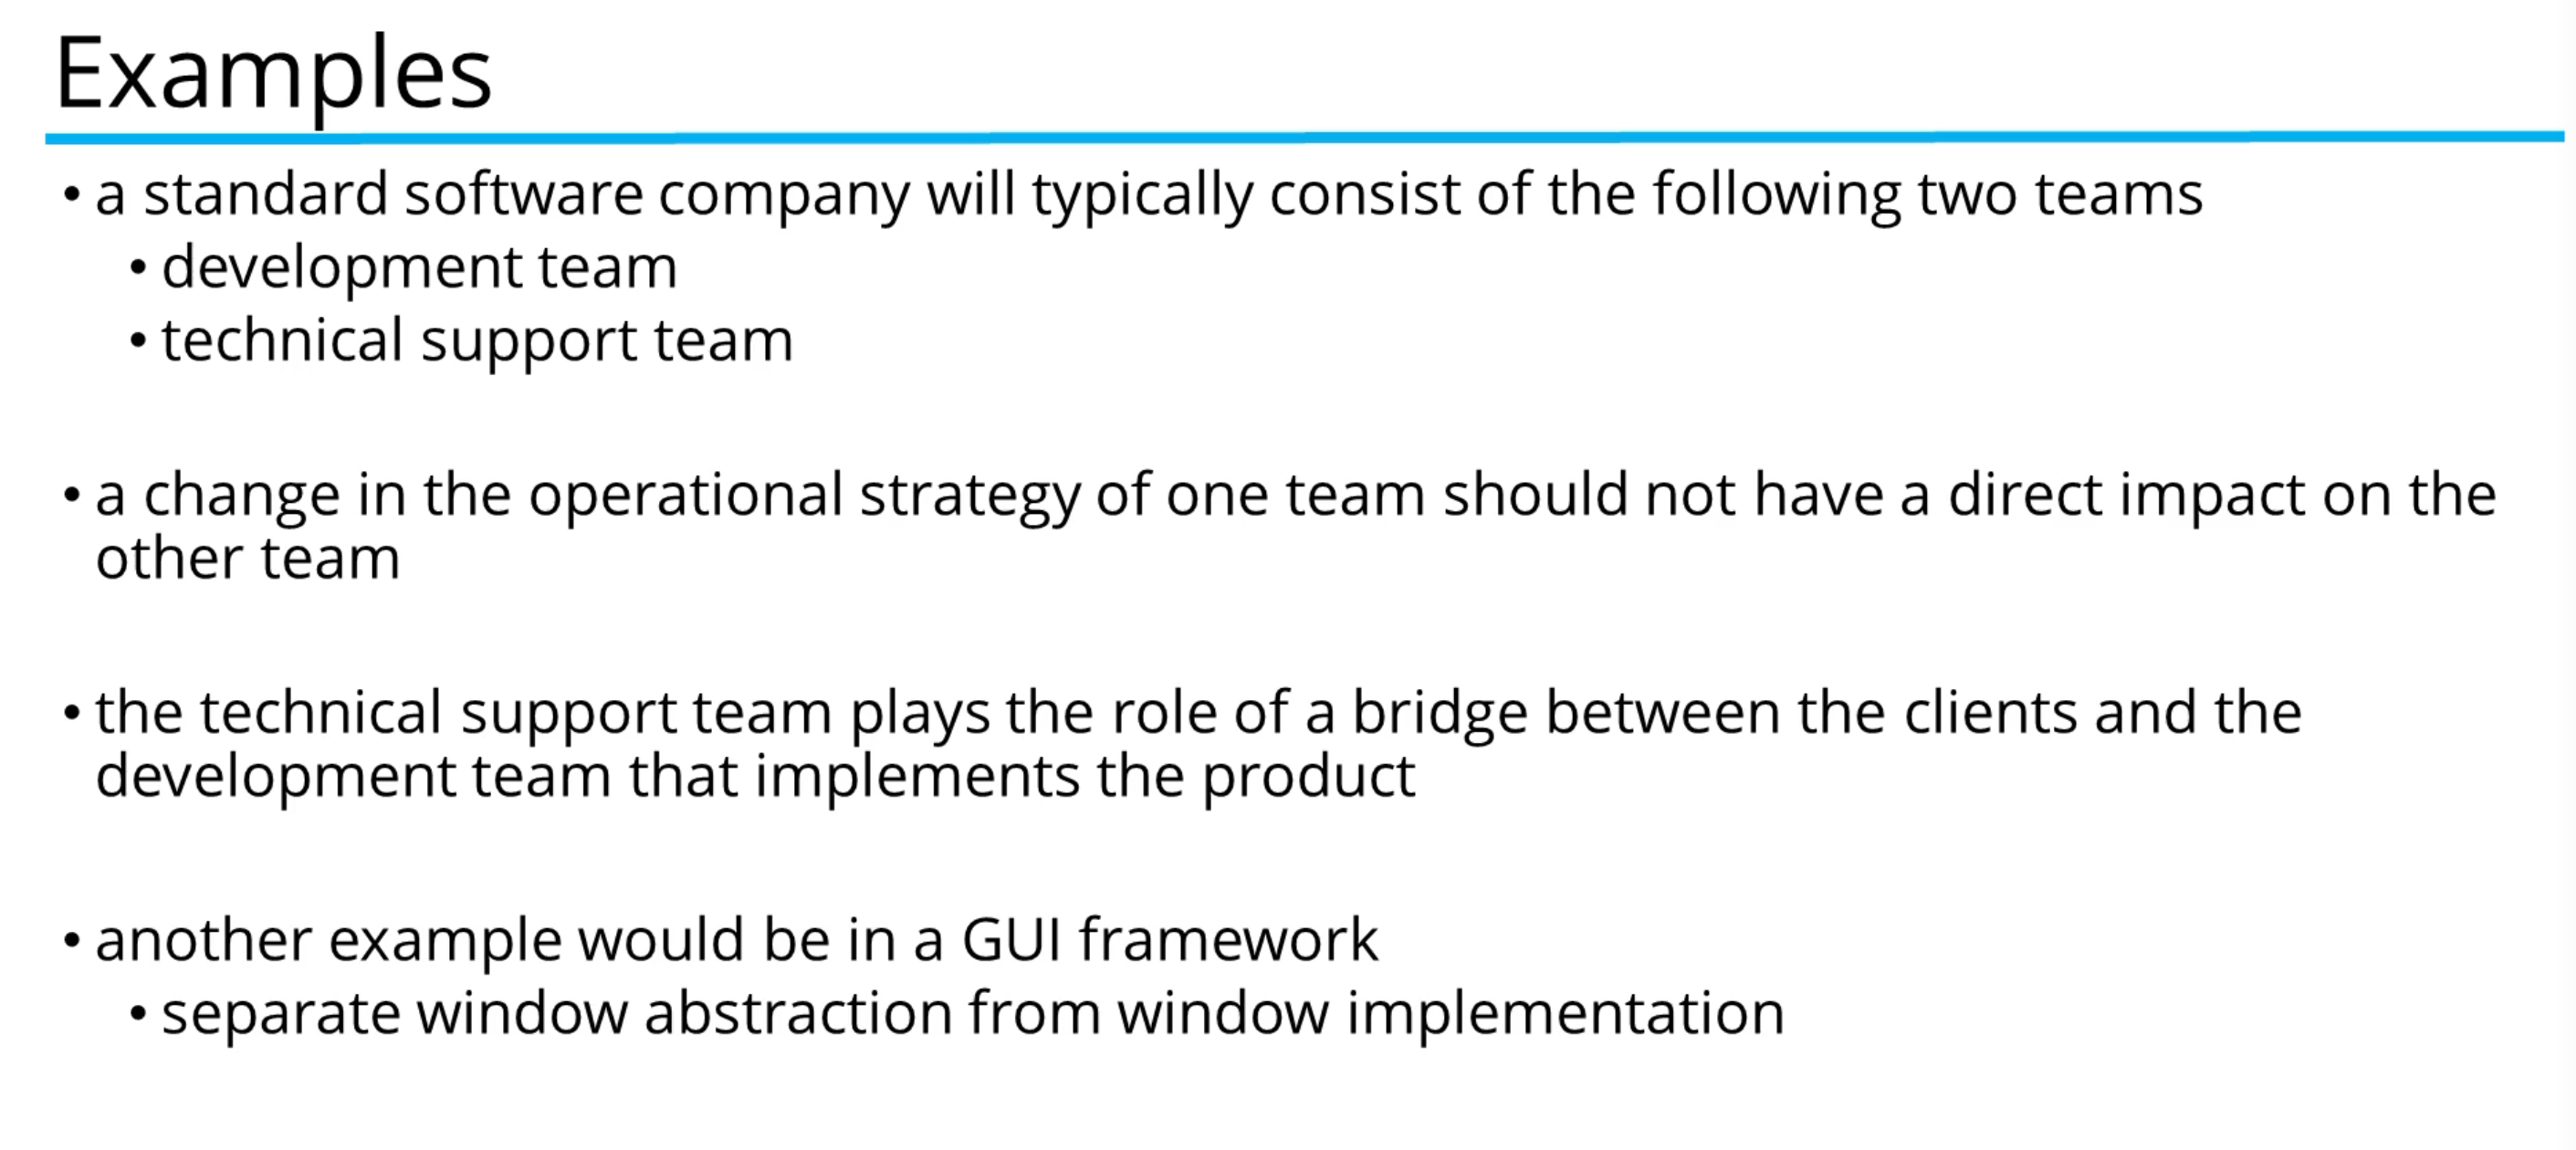 Examples
• a standard software company will typically consist of the following two teams
• development team
• technical support team
• a change in the operational strategy of one team should not have a direct impact on the
other team
• the technical support team plays the role of a bridge between the clients and the
development team that implements the product
• another example would be in a GUI framework
• separate window abstraction from window implementation